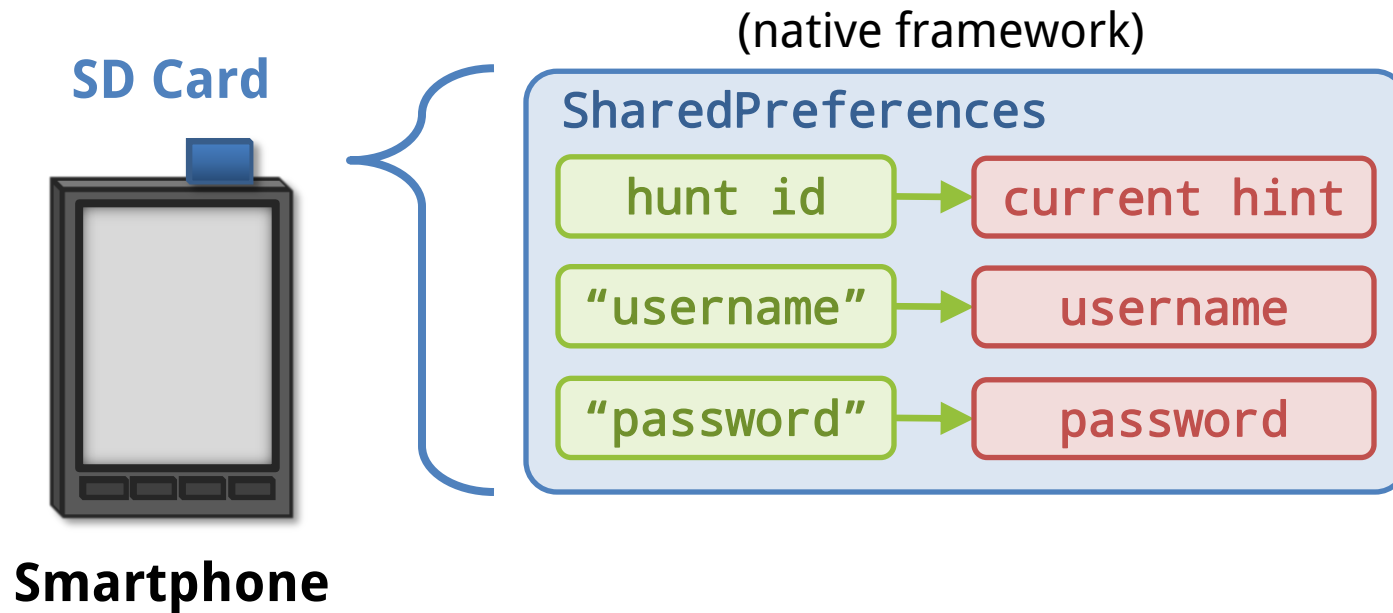 (native framework)
SD Card
SharedPreferences
hunt id
current hint
“username”
username
“password”
password
Smartphone